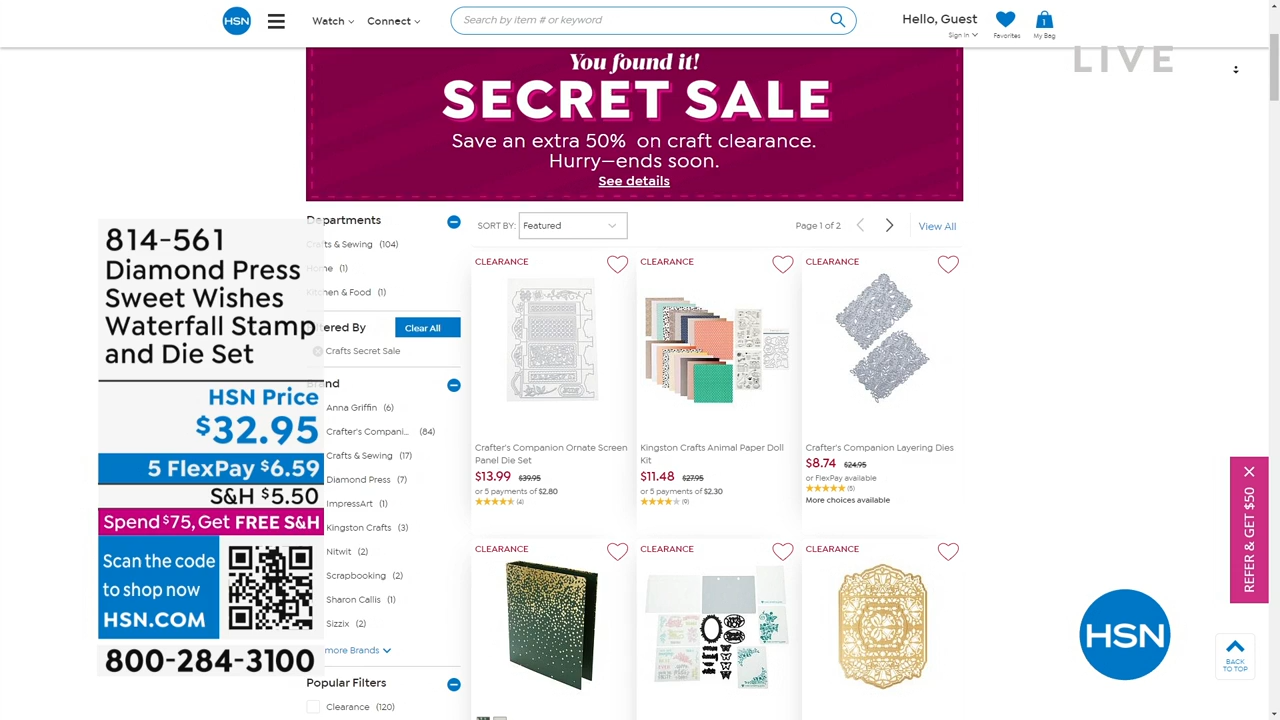 HSN
Watch
Connect
Search by item # or keyword
Hello, Guest
Sign In
Favorites
1
My Bag
LIVE
You found it!
SECRET SALE
Save an extra 50% on craft clearance.
Hurry—ends soon.
See details
Departments
Crafts & Sewing (104)
Home (1)
Kitchen & Food (1)
Filtered By
Clear All
Crafts Secret Sale
Brand
Anna Griffin (6)
Crafter's Compani... (84)
Crafts & Sewing (17)
Diamond Press (7)
ImpressArt (1)
Kingston Crafts (3)
Nitwit (2)
Scrapbooking (2)
Sharon Callis (1)
Sizzix (2)
more Brands
Popular Filters
Clearance (120)
814-561
Diamond Press
Sweet Wishes
Waterfall Stamp
and Die Set
HSN Price
$32.95
5 FlexPay $6.59
S&H $5.50
Spend $75, Get FREE S&H
Scan the code
to shop now
HSN.COM
800-284-3100
SORT BY: Featured
Page 1 of 2
View All
CLEARANCE
Crafter's Companion Ornate Screen
Panel Die Set
$13.99 $39.95
or 5 payments of $2.80
(4)
CLEARANCE
Kingston Crafts Animal Paper Doll
Kit
$11.48 $27.95
or 5 payments of $2.30
(9)
CLEARANCE
Crafter's Companion Layering Dies
$8.74 $24.95
or FlexPay available
(5)
More choices available
CLEARANCE
CLEARANCE
CLEARANCE
REFER & GET $50
HSN
BACK
TO TOP